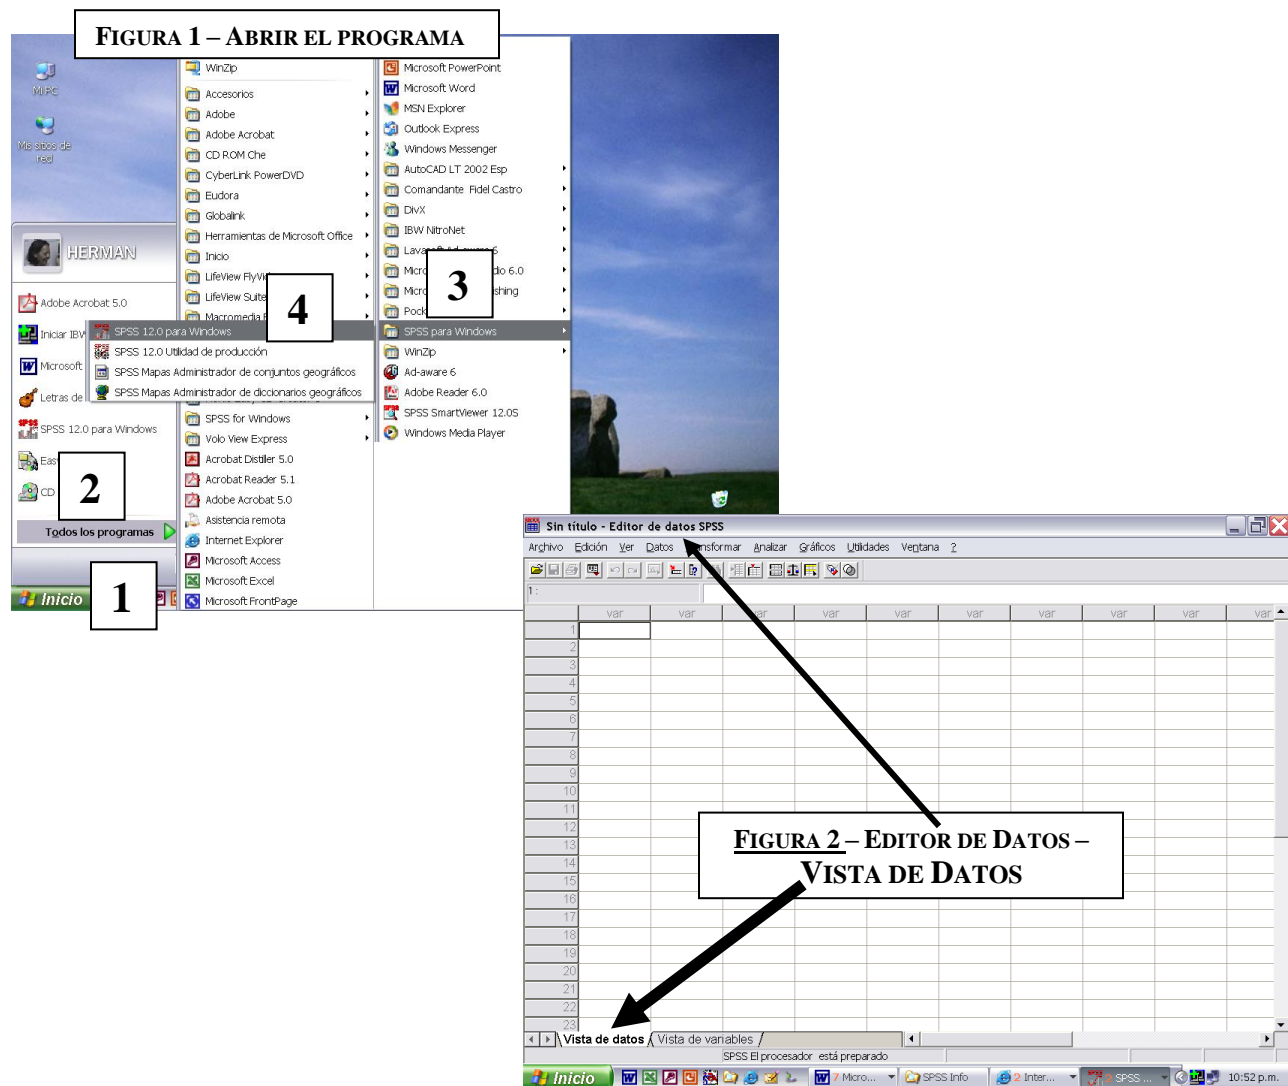 FIGURA 1 – ABRIR EL PROGRAMA
Mi PC
Mis sitios de
red
HERMAN
Adobe Acrobat 5.0
Iniciar IBW
Microsoft
Letras de
SPSS 12.0 para Windows
CD
2
Todos los programas
Inicio
1
WinZip
Accesorios
Adobe
Adobe Acrobat
CD ROM Che
CyberLink PowerDVD
Eudora
Globalink
Herramientas de Microsoft Office
Inicio
LifeView
LifeView Suite
Macromedia
4
SPSS 12.0 para Windows
SPSS 12.0 Utilidad de producción
SPSS Mapas Administrador de conjuntos geográficos
SPSS Mapas Administrador de diccionarios geográficos
SPSS for Windows
Volo View Express
Acrobat Distiller 5.0
Acrobat Reader 5.1
Adobe Acrobat 5.0
Asistencia remota
Internet Explorer
Microsoft Access
Microsoft Excel
Microsoft FrontPage
Microsoft PowerPoint
Microsoft Word
MSN Explorer
Outlook Express
Windows Messenger
AutoCAD LT 2002 Esp
Comandante Fidel Castro
DivX
IBW NitroNet
6
dio 6.0
shing
3
SPSS para Windows
WinZip
Ad-aware 6
Adobe Reader 6.0
SPSS SmartViewer 12.0S
Windows Media Player
Sin título - Editor de datos SPSS
Archivo Edición Ver Datos Transformar Analizar Gráficos Utilidades Ventana ?
1 :
var var var var var var var var var var
1
2
3
4
5
6
7
8
9
10
11
12
13
14
15
16
17
18
19
20
21
22
23
FIGURA 2 – EDITOR DE DATOS –
VISTA DE DATOS
Vista de datos Vista de variables
SPSS El procesador está preparado
Inicio 7 Micro... SPSS Info 2 Inter... SPSS ... 10:52 p.m.